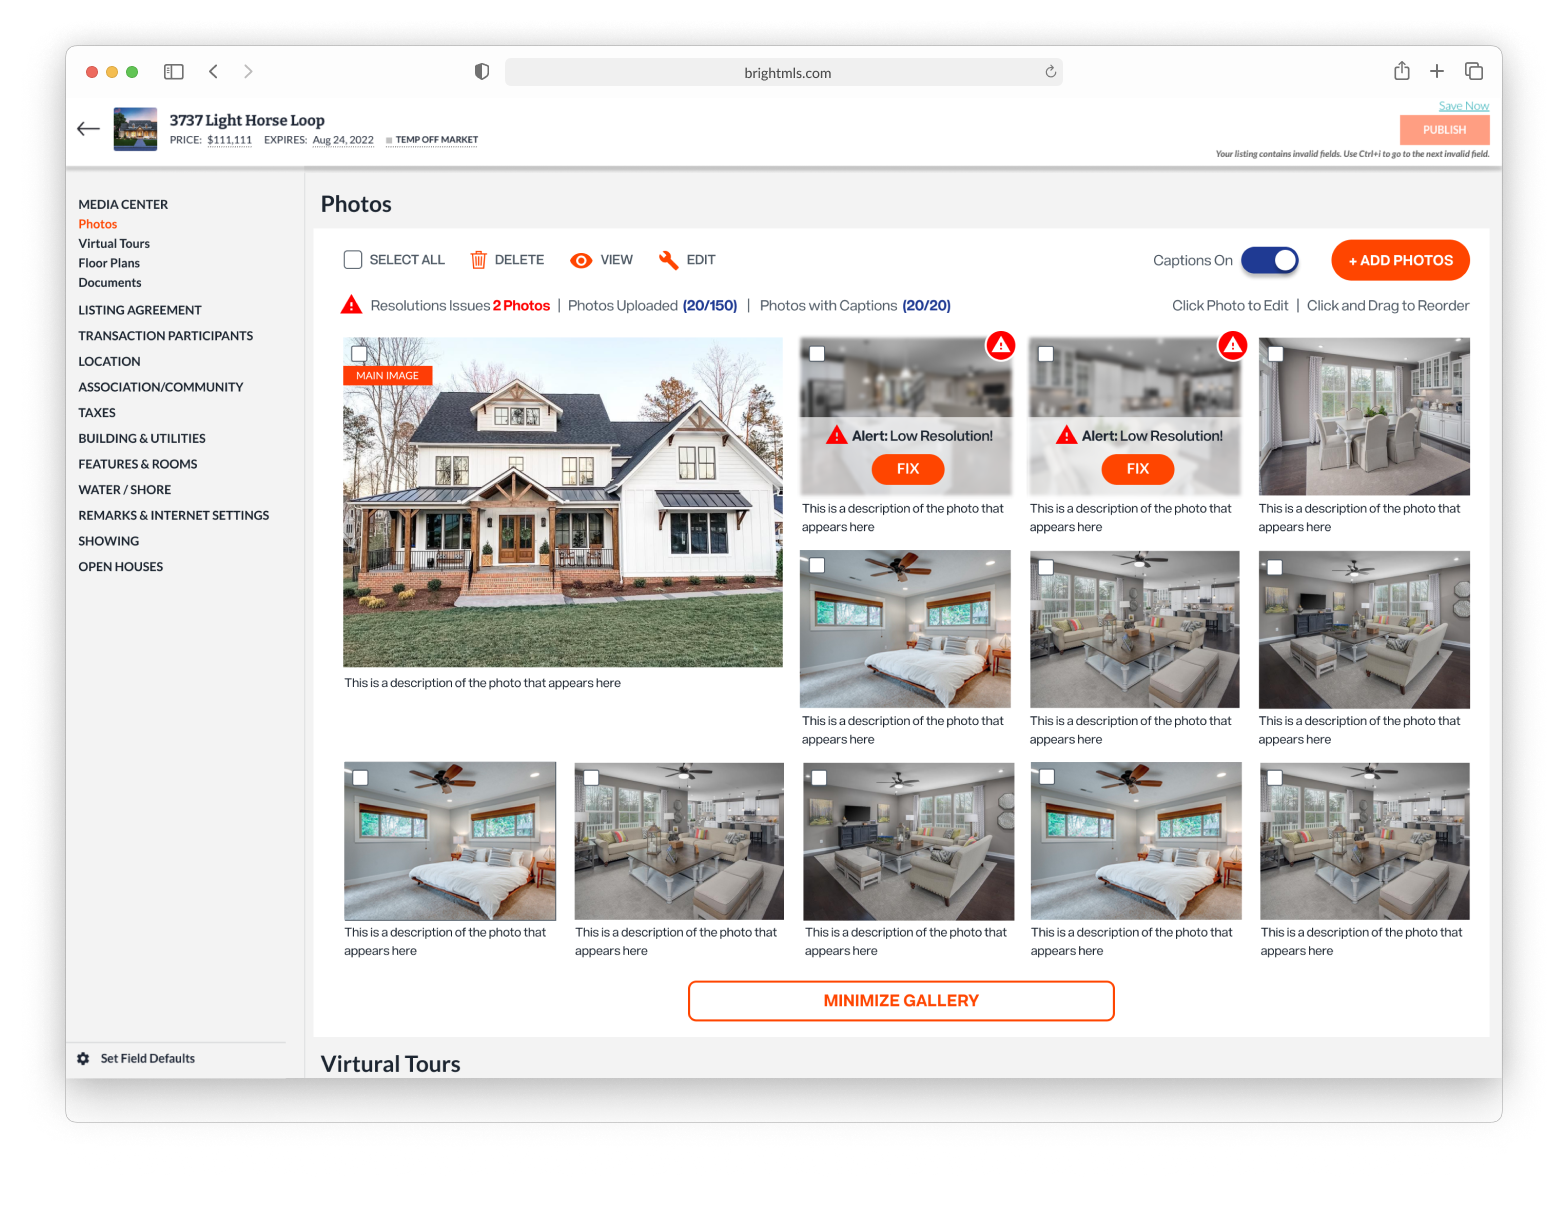 brightmls.com
3737 Light Horse Loop
PRICE: $111,111 EXPIRES: Aug 24, 2022 TEMP OFF MARKET
Save Now
PUBLISH
Your listing contains invalid fields. Use Ctrl+i to go to the next invalid field.
MEDIA CENTER
Photos
Virtual Tours
Floor Plans
Documents
LISTING AGREEMENT
TRANSACTION PARTICIPANTS
LOCATION
ASSOCIATION/COMMUNITY
TAXES
BUILDING & UTILITIES
FEATURES & ROOMS
WATER / SHORE
REMARKS & INTERNET SETTINGS
SHOWING
OPEN HOUSES
Set Field Defaults
Photos
SELECT ALL DELETE VIEW EDIT
Captions On
+ ADD PHOTOS
Resolutions Issues 2 Photos | Photos Uploaded (20/150) | Photos with Captions (20/20)
Click Photo to Edit | Click and Drag to Reorder
MAIN IMAGE
This is a description of the photo that appears here
Alert: Low Resolution!
FIX
This is a description of the photo that
appears here
Alert: Low Resolution!
FIX
This is a description of the photo that
appears here
This is a description of the photo that
appears here
This is a description of the photo that
appears here
This is a description of the photo that
appears here
This is a description of the photo that
appears here
This is a description of the photo that
appears here
This is a description of the photo that
appears here
This is a description of the photo that
appears here
This is a description of the photo that
appears here
This is a description of the photo that
appears here
MINIMIZE GALLERY
Virtural Tours